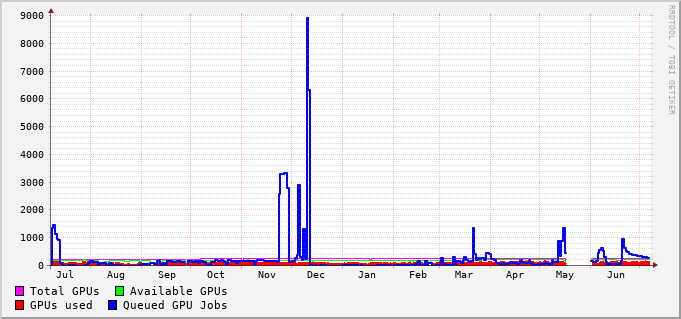 9000
8000
7000
6000
5000
4000
3000
2000
1000
0
Jul Aug Sep Oct Nov Dec Jan Feb Mar Apr May Jun
Total GPUs Available GPUs
GPUs used Queued GPU Jobs
RRDTOOL / TOBI OETIKER